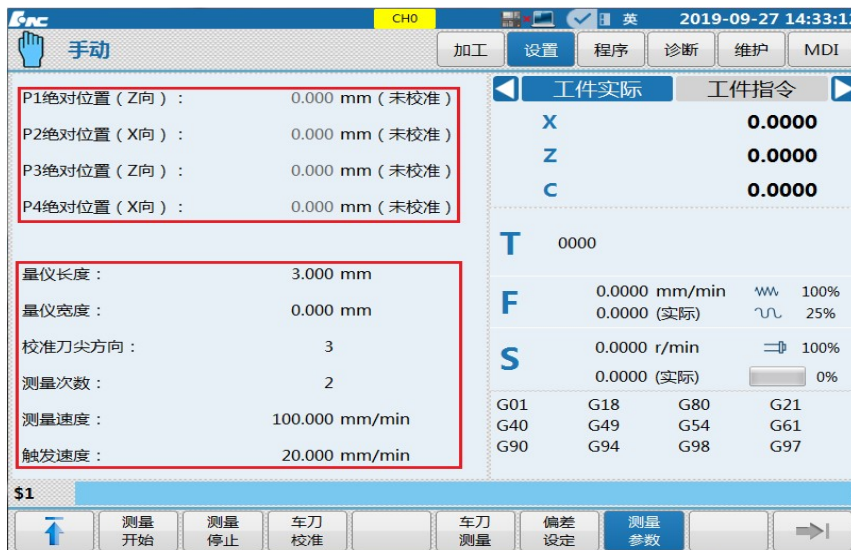 HNC CH0 英 2019-09-27 14:33:1
手动 加工 设置 程序 诊断 维护 MDI
P1绝对位置（Z向）： 0.000 mm（未校准）
P2绝对位置（X向）： 0.000 mm（未校准）
P3绝对位置（Z向）： 0.000 mm（未校准）
P4绝对位置（X向）： 0.000 mm（未校准）
量仪长度： 3.000 mm
量仪宽度： 0.000 mm
校准刀尖方向： 3
测量次数： 2
测量速度： 100.000 mm/min
触发速度： 20.000 mm/min
工件实际 工件指令
X 0.0000
Z 0.0000
C 0.0000
T 0000
F 0.0000 mm/min 100%
0.0000 (实际) 25%
S 0.0000 r/min 100%
0.0000 (实际) 0%
G01 G18 G80 G21
G40 G49 G54 G61
G90 G94 G98 G97
$1
测量开始 测量停止 车刀校准 车刀测量 偏差设定 测量参数